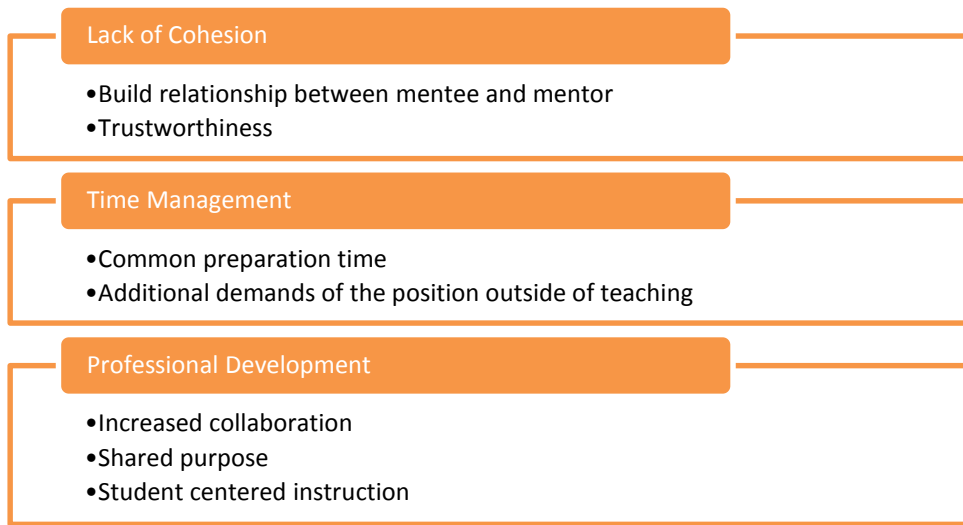 Lack of Cohesion
•Build relationship between mentee and mentor
•Trustworthiness
Time Management
•Common preparation time
•Additional demands of the position outside of teaching
Professional Development
•Increased collaboration
•Shared purpose
•Student centered instruction